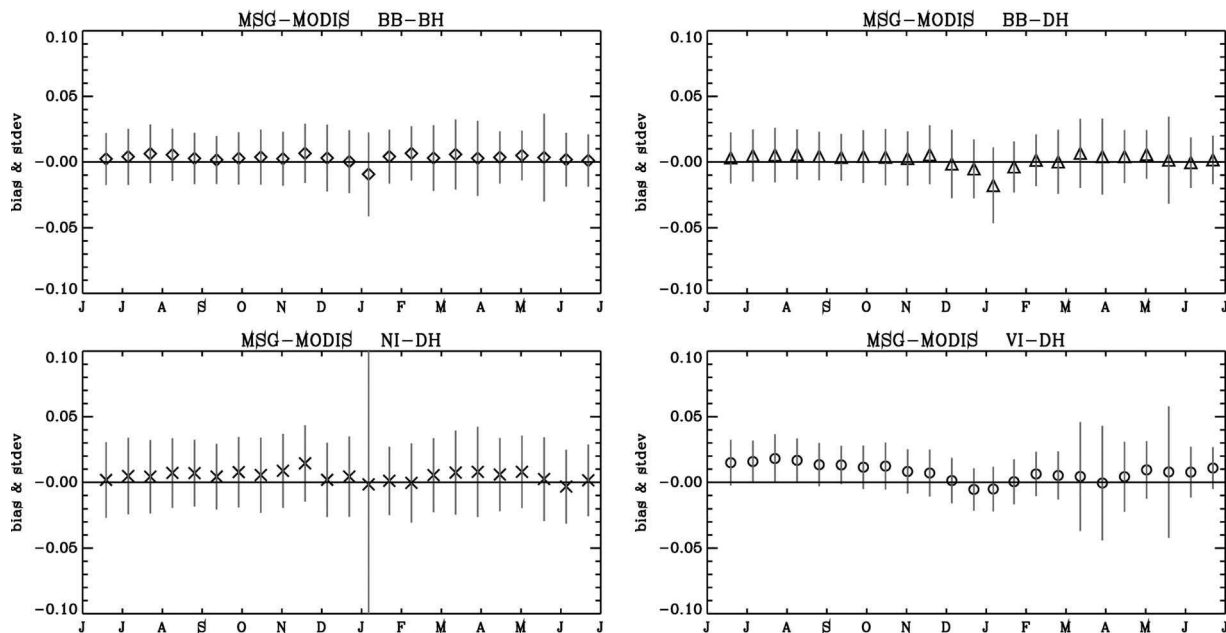 MSG-MODIS BB-BH
0.10
0.05
-0.00
-0.05
-0.10
bias & stdev
J J A S O N D J F M A M J J
MSG-MODIS BB-DH
0.10
0.05
-0.00
-0.05
-0.10
bias & stdev
J J A S O N D J F M A M J J
MSG-MODIS NI-DH
0.10
0.05
-0.00
-0.05
-0.10
bias & stdev
J J A S O N D J F M A M J J
MSG-MODIS VI-DH
0.10
0.05
-0.00
-0.05
-0.10
bias & stdev
J J A S O N D J F M A M J J